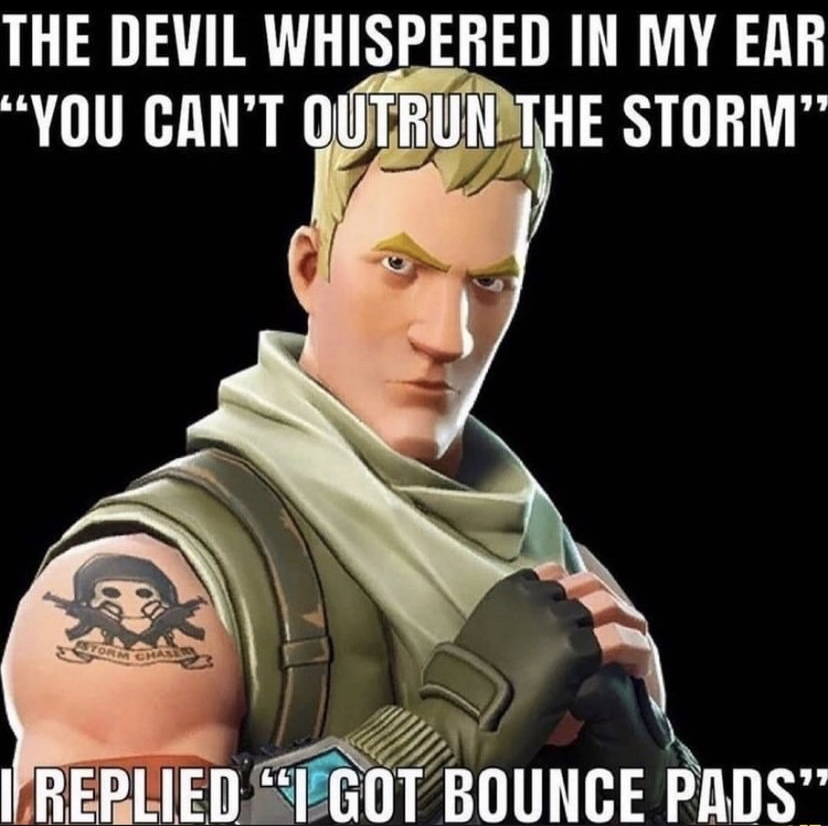 THE DEVIL WHISPERED IN MY EAR
“YOU CAN'T OUTRUN THE STORM”
STORM CHASER
I REPLIED “I GOT BOUNCE PADS”